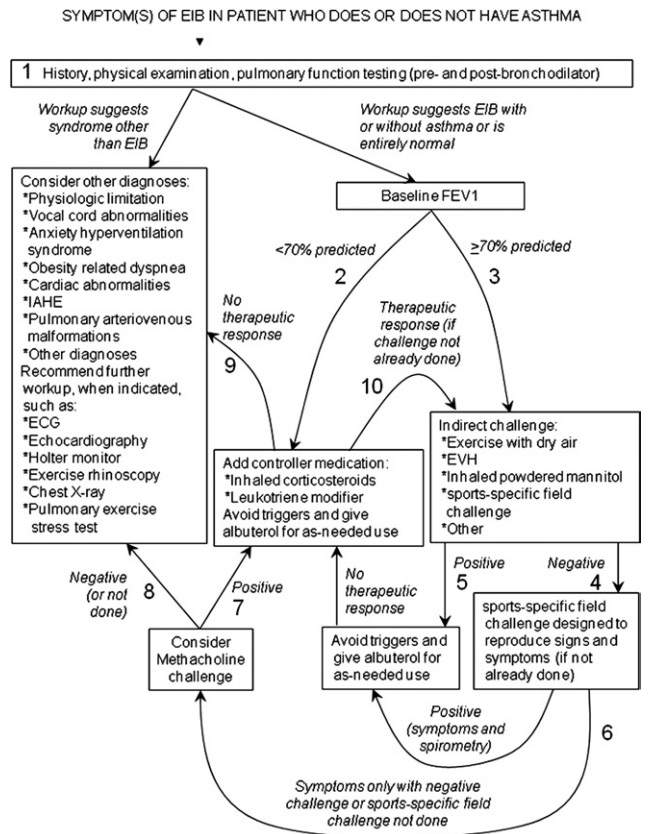 SYMPTOM(S) OF EIB IN PATIENT WHO DOES OR DOES NOT HAVE ASTHMA
1 History, physical examination, pulmonary function testing (pre- and post-bronchodilator)
Workup suggests
syndrome other
than EIB
Workup suggests EIB with
or without asthma or is
entirely normal
Consider other diagnoses:
*Physiologic limitation
*Vocal cord abnormalities
*Anxiety hyperventilation
syndrome
*Obesity related dyspnea
*Cardiac abnormalities
*IAHE
*Pulmonary arteriovenous
malformations
*Other diagnoses
Recommend further
workup, when indicated,
such as:
*ECG
*Echocardiography
*Holter monitor
*Exercise rhinoscopy
*Chest X-ray
*Pulmonary exercise
stress test
Baseline FEV1
<70% predicted
2
≥70% predicted
3
No
therapeutic
response
9
Therapeutic
response (if
challenge not
already done)
10
Add controller medication:
*Inhaled corticosteroids
*Leukotriene modifier
Avoid triggers and give
albuterol for as-needed use
Indirect challenge:
*Exercise with dry air
*EVH
*Inhaled powdered mannitol
*sports-specific field
challenge
*Other
Negative
(or not
done)
8
Positive
7
No
therapeutic
response
Positive
5
Negative
4
Consider
Methacholine
challenge
Avoid triggers and
give albuterol for
as-needed use
sports-specific field
challenge designed to
reproduce signs and
symptoms (if not
already done)
Positive
(symptoms and
spirometry)
6
Symptoms only with negative
challenge or sports-specific field
challenge not done